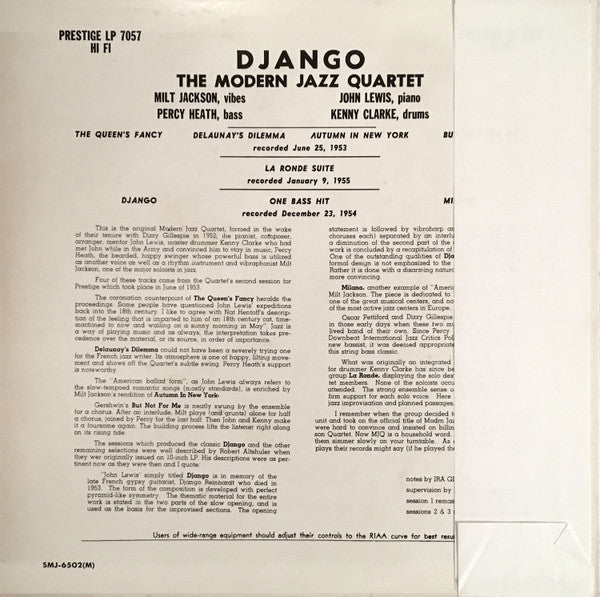 PRESTIGE LP 7057
HI FI
DJANGO
THE MODERN JAZZ QUARTET
MILT JACKSON, vibes JOHN LEWIS, piano
PERCY HEATH, bass KENNY CLARKE, drums
THE QUEEN'S FANCY DELAUNAY'S DILEMMA AUTUMN IN NEW YORK BU
recorded June 25, 1953
LA RONDE SUITE
recorded January 9, 1955
DJANGO ONE BASS HIT MI
recorded December 23, 1954
This is the original Modern Jazz Quartet, formed in the wake
of their tenure with Dizzy Gillespie in 1952; the pianist, composer,
arranger, mentor John Lewis, master drummer Kenny Clarke who had
met John while in the Army and convinced him to stay in music, Percy
Heath, the bearded, happy swinger whose powerful bass is utilized
as another voice as well as a rhythm instrument and vibraphonist Milt
Jackson, one of the major soloists in jazz.
Four of these tracks come from the Quartet's second session for
Prestige which took place in June of 1953.
The coronation counterpoint of The Queen's Fancy heralds the
proceedings. Some people have questioned John Lewis' expeditions
back into the 18th century. I like to agree with Nat Hentoff's descrip-
tion of the feeling that is imparted to him of an 18th century cat, time-
machined to now and wailing on a sunny morning in May". Jazz is
a way of playing music and as always, the interpretation takes prece-
dence over the material, or its source, in order of importance.
Delaunay's Dilemma could not have been a severely trying one
for the French jazz writer. Its atmosphere is one of happy, lilting move-
ment and shows off the Quartet's subtle swing. Percy Heath's support
is noteworthy.
The "American ballad form", as John Lewis always refers to
the slow-tempoed romantic songs (mostly standards), is enriched by
Milt Jackson's rendition of Autumn In New York.
Gershwin's But Not For Me is neatly swung by the ensemble
for a chorus. After an interlude, Milt plays (and grunts) alone for half
a chorus, joined by Percy for the last half. Then John and Kenny make
it a foursome again. The building process lifts the listener right along
on its rising tide.
The sessions which produced the classic Django and the other
remaining selections were well described by Robert Altshuler when
they were originally issued on 10-inch LP. His descriptions were as per-
tinent now as they were then and I quote:
"John Lewis' simply titled Django is in memory of the
late French gypsy guitarist, Django Reinhardt who died in
1953. The form of the composition is developed with perfect
pyramid-like symmetry. The thematic material for the entire
work is stated in the two parts of the slow opening, and is
used as the basis for the improvised sections. The opening
statement is followed by vibraharp an
choruses each) separated by an interlu
a diminution of the second part of the
work is concluded by a recapitulation of
One of the outstanding qualities of Dja
formal design is not emphasized to the
Rather it is done with a disarming naturc
more convincing.
Milano, another example of "Americ
Milt Jackson. The piece is dedicated to
one of the great musical centers, and no
of the most active jazz centers in Europe.
Oscar Pettiford and Dizzy Gillespie
in those early days when these two mu
lived band of their own. Since Percy
Downbeat International Jazz Critics Pol
new bassist, it was deemed appropriate
this string bass classic.
What was originally an integrated
for drummer Kenny Clarke has since be
group La Ronde, displaying the solo dex
tet members. None of the soloists occu
attended. The strong ensemble sense o
firm support for each solo voice. Here
jazz improvisation and planned passages.
I remember when the group decided t
unit and took on the official title of Modrn Ja
were hard to convince and insisted on billin
son Quartet. Now MJQ is a household word.
them simmer slowly on your turntable. As
plays their records might say (if he played the
notes by IRA GI
supervision by
session 1 remas
sessions 2 & 3
Users of wide-range equipment should adjust their controls to the RIAA curve for best resul
SMJ-6502(M)